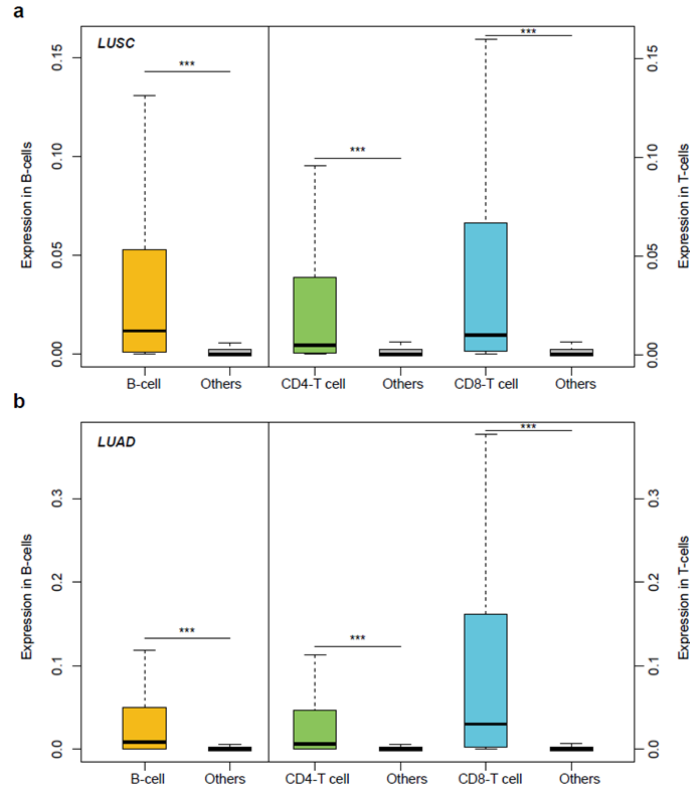 a
LUSC
***
***
***
Expression in B-cells
0.00 0.05 0.10 0.15
Expression in T-cells
0.00 0.05 0.10 0.15
B-cell Others CD4-T cell Others CD8-T cell Others
b
LUAD
***
***
***
Expression in B-cells
0.0 0.1 0.2 0.3
Expression in T-cells
0.0 0.1 0.2 0.3
B-cell Others CD4-T cell Others CD8-T cell Others